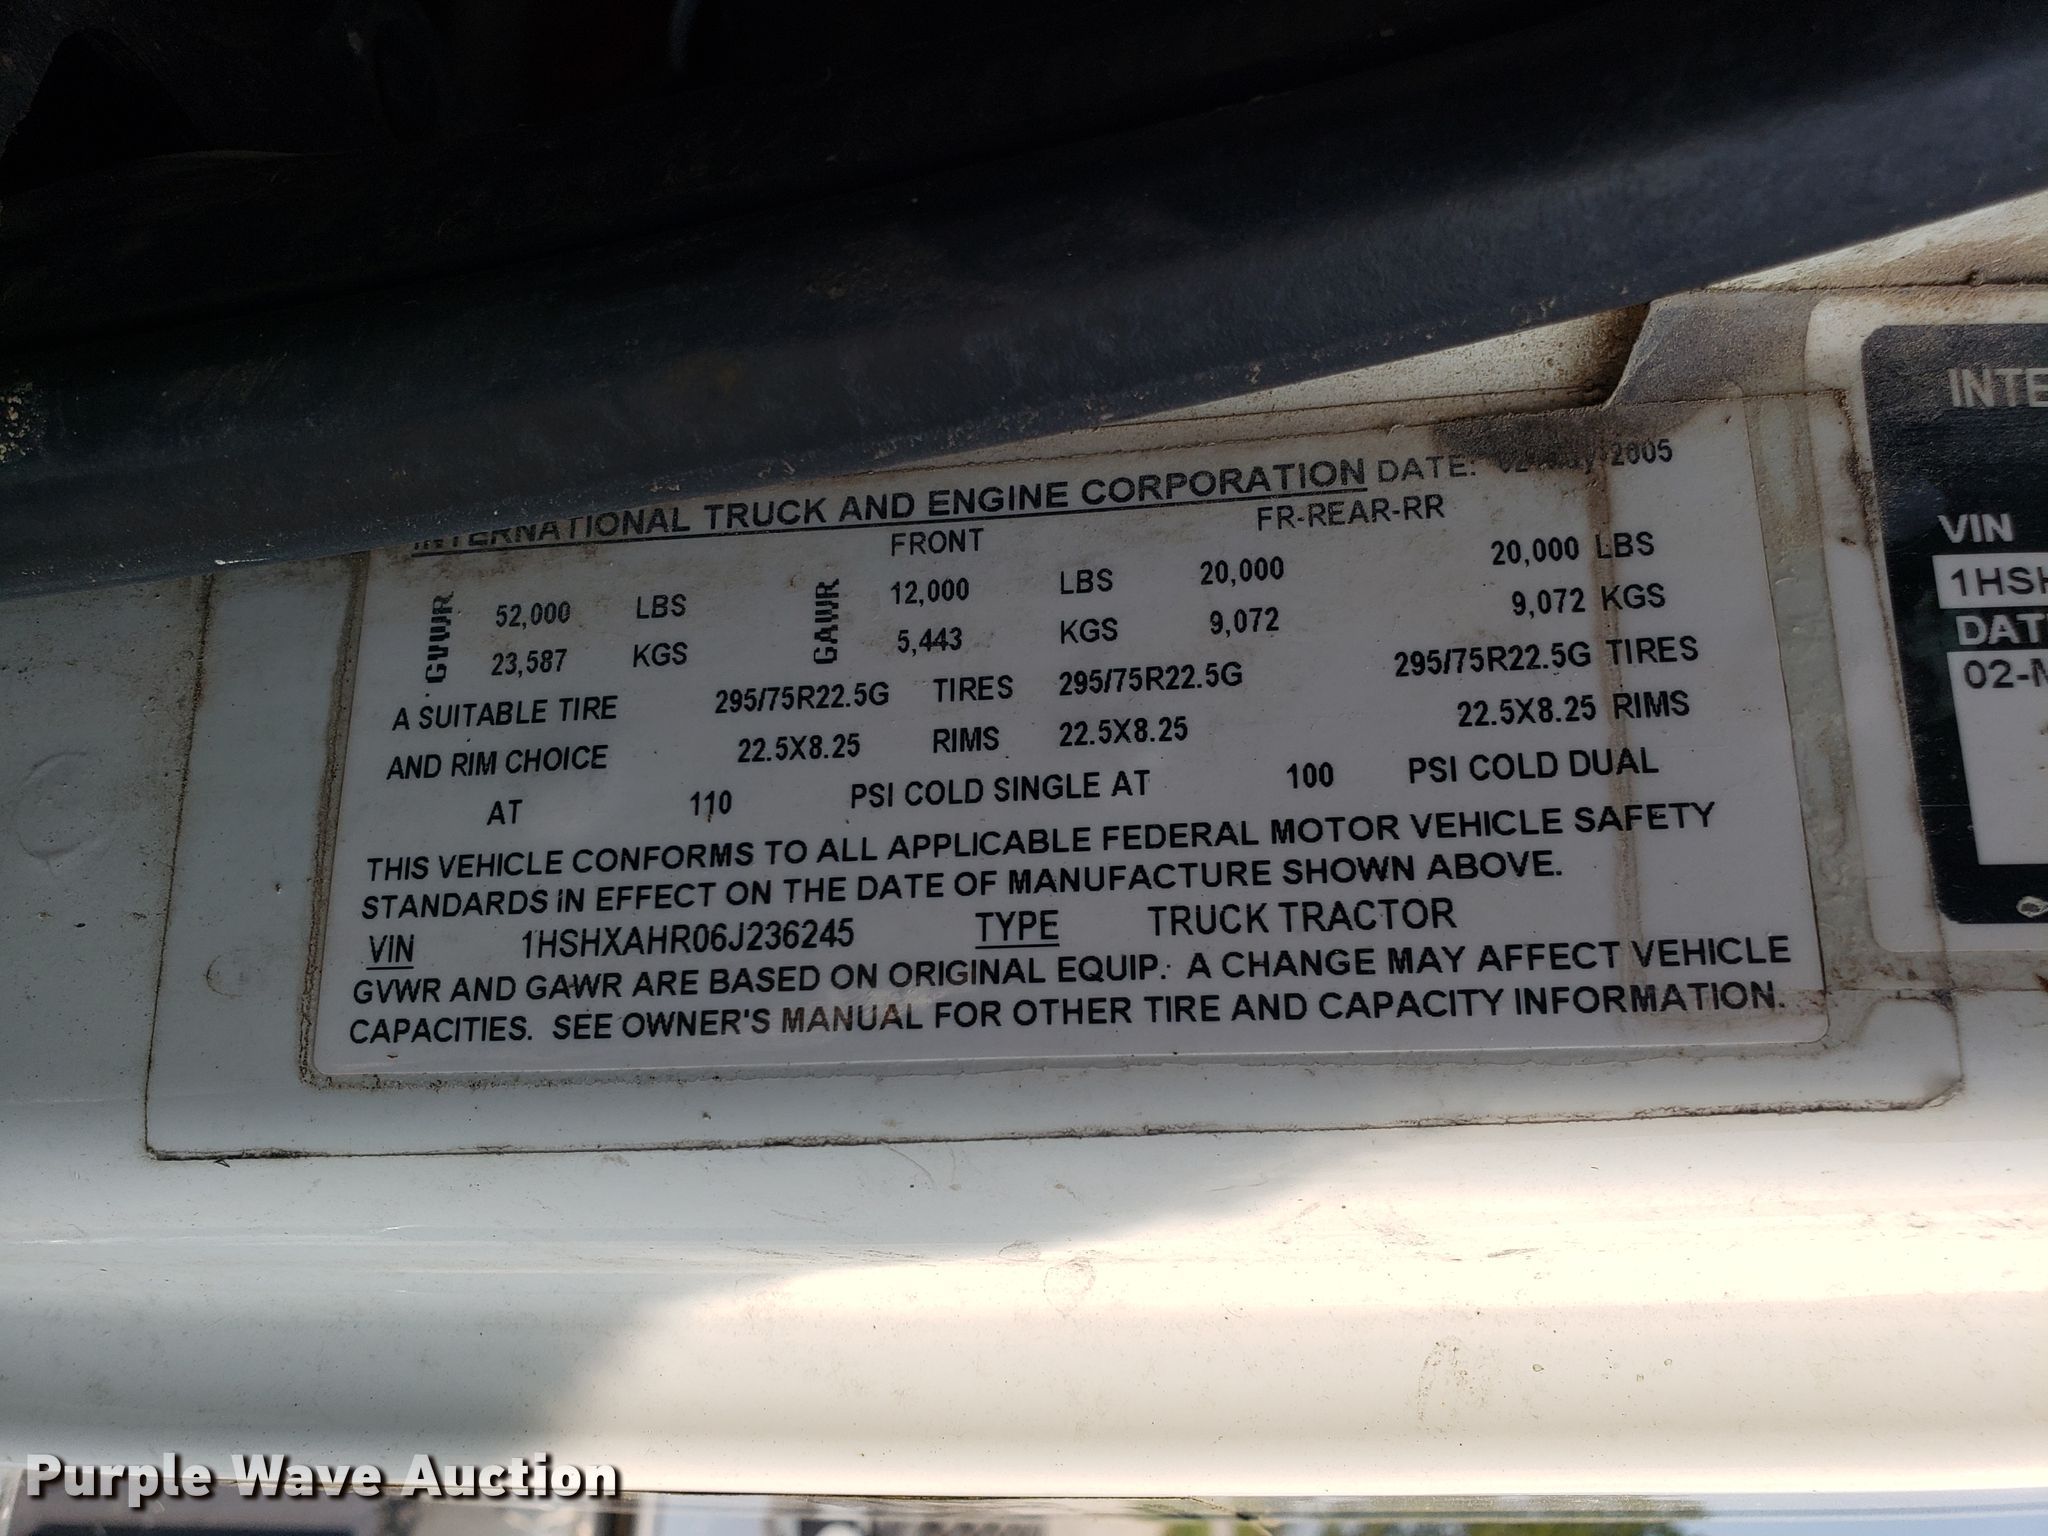 INTERNATIONAL TRUCK AND ENGINE CORPORATION DATE: 02-May-2005
FRONT FR-REAR-RR
GVWR 52,000 LBS GAWR 12,000 LBS 20,000 20,000 LBS
23,587 KGS 5,443 KGS 9,072 9,072 KGS
A SUITABLE TIRE 295/75R22.5G TIRES 295/75R22.5G 295/75R22.5G TIRES
AND RIM CHOICE 22.5X8.25 RIMS 22.5X8.25 22.5X8.25 RIMS
AT 110 PSI COLD SINGLE AT 100 PSI COLD DUAL
THIS VEHICLE CONFORMS TO ALL APPLICABLE FEDERAL MOTOR VEHICLE SAFETY
STANDARDS IN EFFECT ON THE DATE OF MANUFACTURE SHOWN ABOVE.
VIN 1HSHXAHR06J236245 TYPE TRUCK TRACTOR
GVWR AND GAWR ARE BASED ON ORIGINAL EQUIP. A CHANGE MAY AFFECT VEHICLE
CAPACITIES. SEE OWNER'S MANUAL FOR OTHER TIRE AND CAPACITY INFORMATION.
INTE
VIN
1HSH
DAT
02-M
Purple Wave Auction